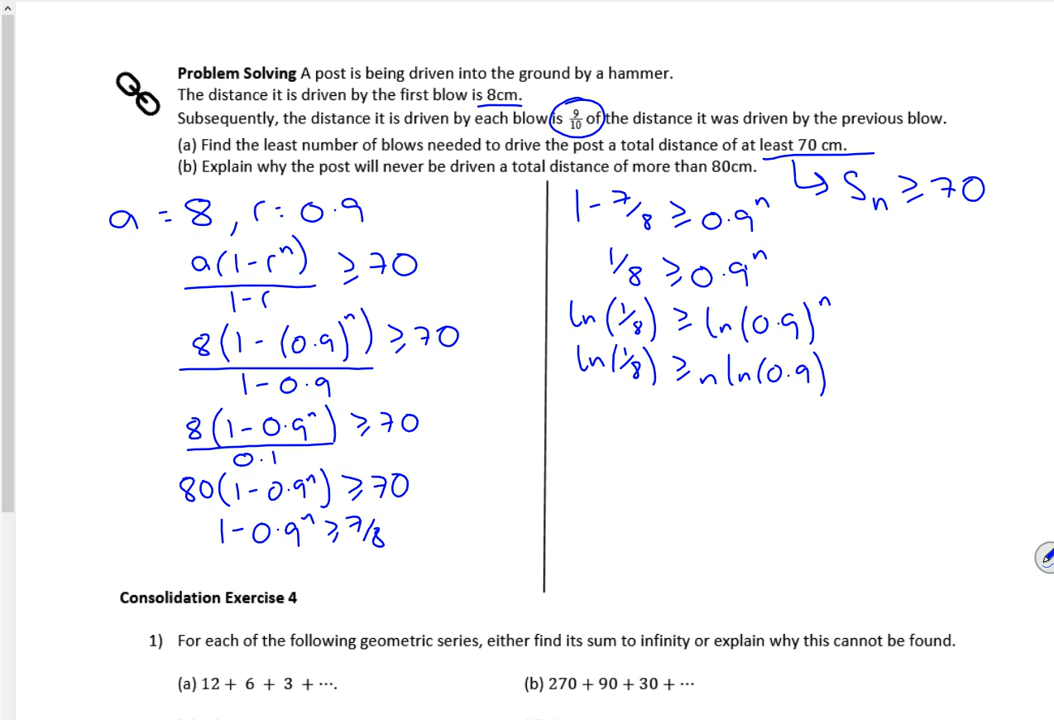 Problem Solving A post is being driven into the ground by a hammer.
The distance it is driven by the first blow is 8cm.
Subsequently, the distance it is driven by each blow is 9/10 of the distance it was driven by the previous blow.
(a) Find the least number of blows needed to drive the post a total distance of at least 70 cm.
(b) Explain why the post will never be driven a total distance of more than 80cm.
↳ Sₙ ≥ 70
a = 8, r = 0.9
a(1-rⁿ)/1-r ≥ 70
8(1-(0.9)ⁿ)/1-0.9 ≥ 70
8(1-0.9ⁿ)/0.1 ≥ 70
80(1-0.9ⁿ) ≥ 70
1-0.9ⁿ ≥ 7/8
1-7/8 ≥ 0.9ⁿ
1/8 ≥ 0.9ⁿ
ln(1/8) ≥ ln(0.9)ⁿ
ln(1/8) ≥ n ln(0.9)
Consolidation Exercise 4
1) For each of the following geometric series, either find its sum to infinity or explain why this cannot be found.
(a) 12 + 6 + 3 + ⋯.
(b) 270 + 90 + 30 + ⋯